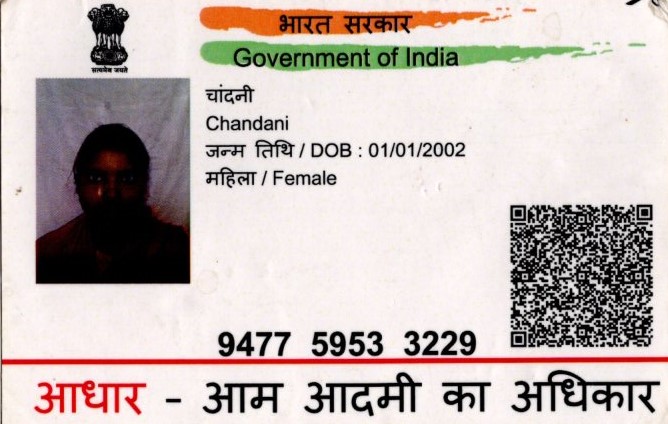 भारत सरकार
Government of India
सत्यमेव जयते
चांदनी
Chandani
जन्म तिथि / DOB : 01/01/2002
महिला / Female
9477 5953 3229
आधार - आम आदमी का अधिकार